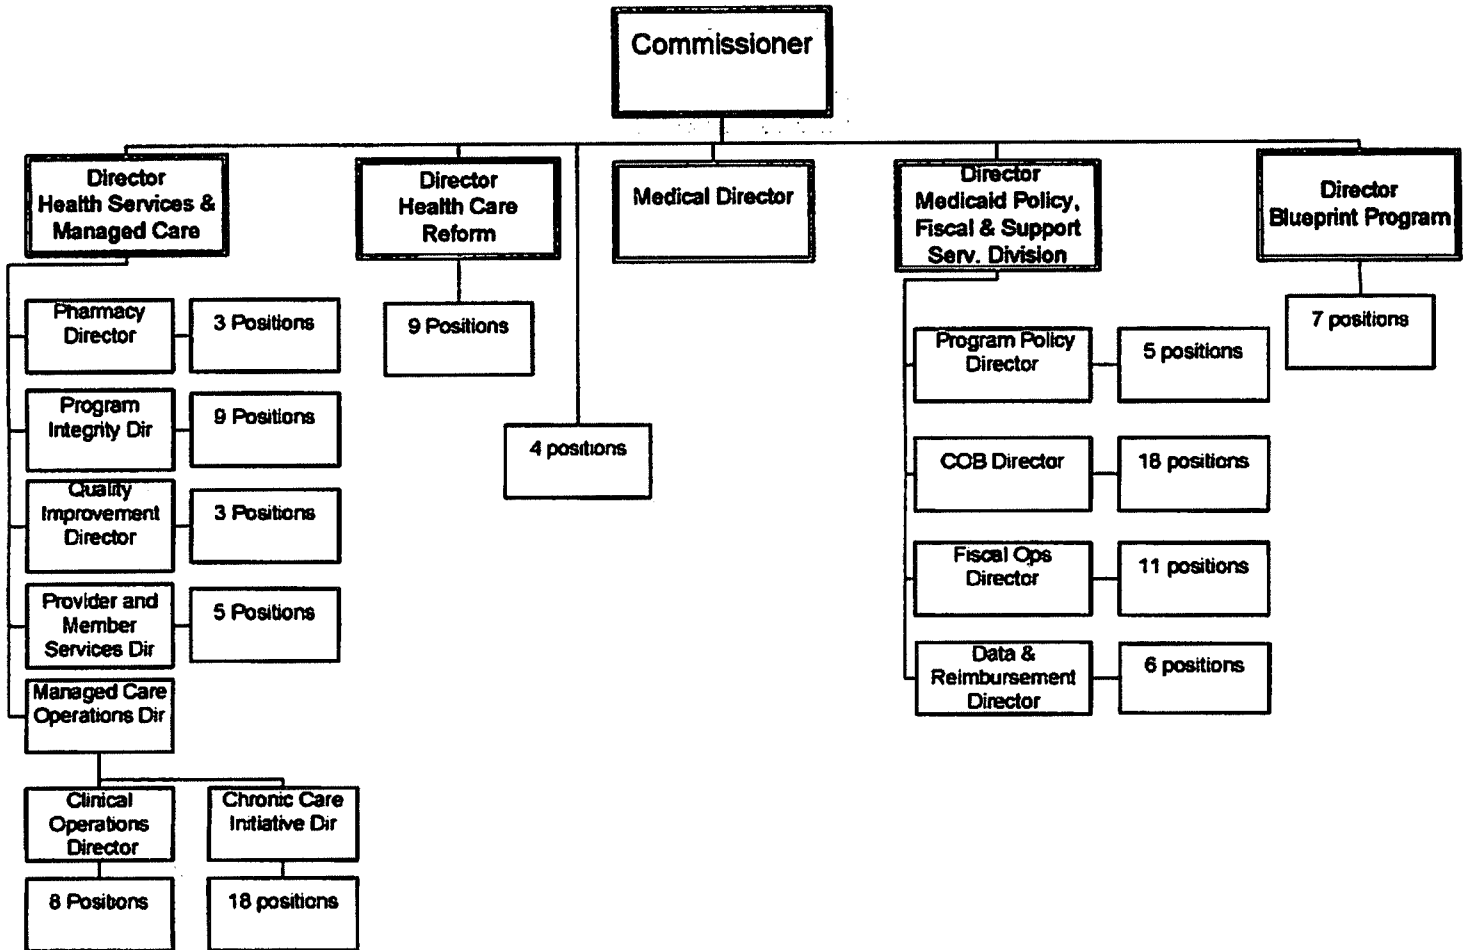 Commissioner
Director
Health Services &
Managed Care
Director
Health Care
Reform
Medical Director
Director
Medicaid Policy,
Fiscal & Support
Serv. Division
Director
Blueprint Program
Pharmacy
Director
3 Positions
Program
Integrity Dir
9 Positions
Quality
Improvement
Director
3 Positions
Provider and
Member
Services Dir
5 Positions
Managed Care
Operations Dir
Clinical
Operations
Director
8 Positions
Chronic Care
Initiative Dir
18 positions
9 Positions
4 positions
Program Policy
Director
5 positions
COB Director
18 positions
Fiscal Ops
Director
11 positions
Data &
Reimbursement
Director
6 positions
7 positions